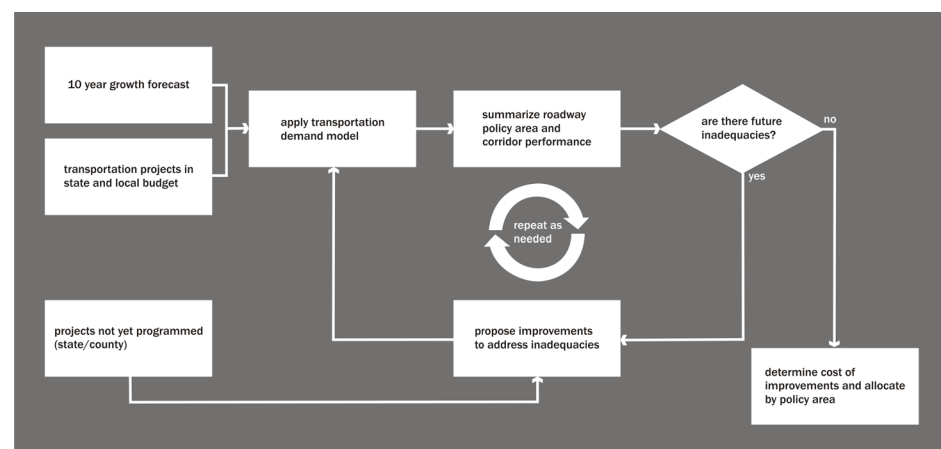 10 year growth forecast
transportation projects in
state and local budget
apply transportation
demand model
summarize roadway
policy area and
corridor performance
are there future
inadequacies?
no
yes
repeat as
needed
projects not yet programmed
(state/county)
propose improvements
to address inadequacies
determine cost of
improvements and allocate
by policy area